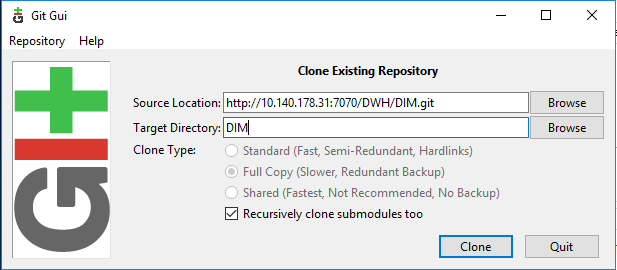 Git Gui
Repository Help
Clone Existing Repository
Source Location: http://10.140.178.31:7070/DWH/DIM.git Browse
Target Directory: DIM Browse
Clone Type: Standard (Fast, Semi-Redundant, Hardlinks)
Full Copy (Slower, Redundant Backup)
Shared (Fastest, Not Recommended, No Backup)
Recursively clone submodules too
Clone Quit
Git